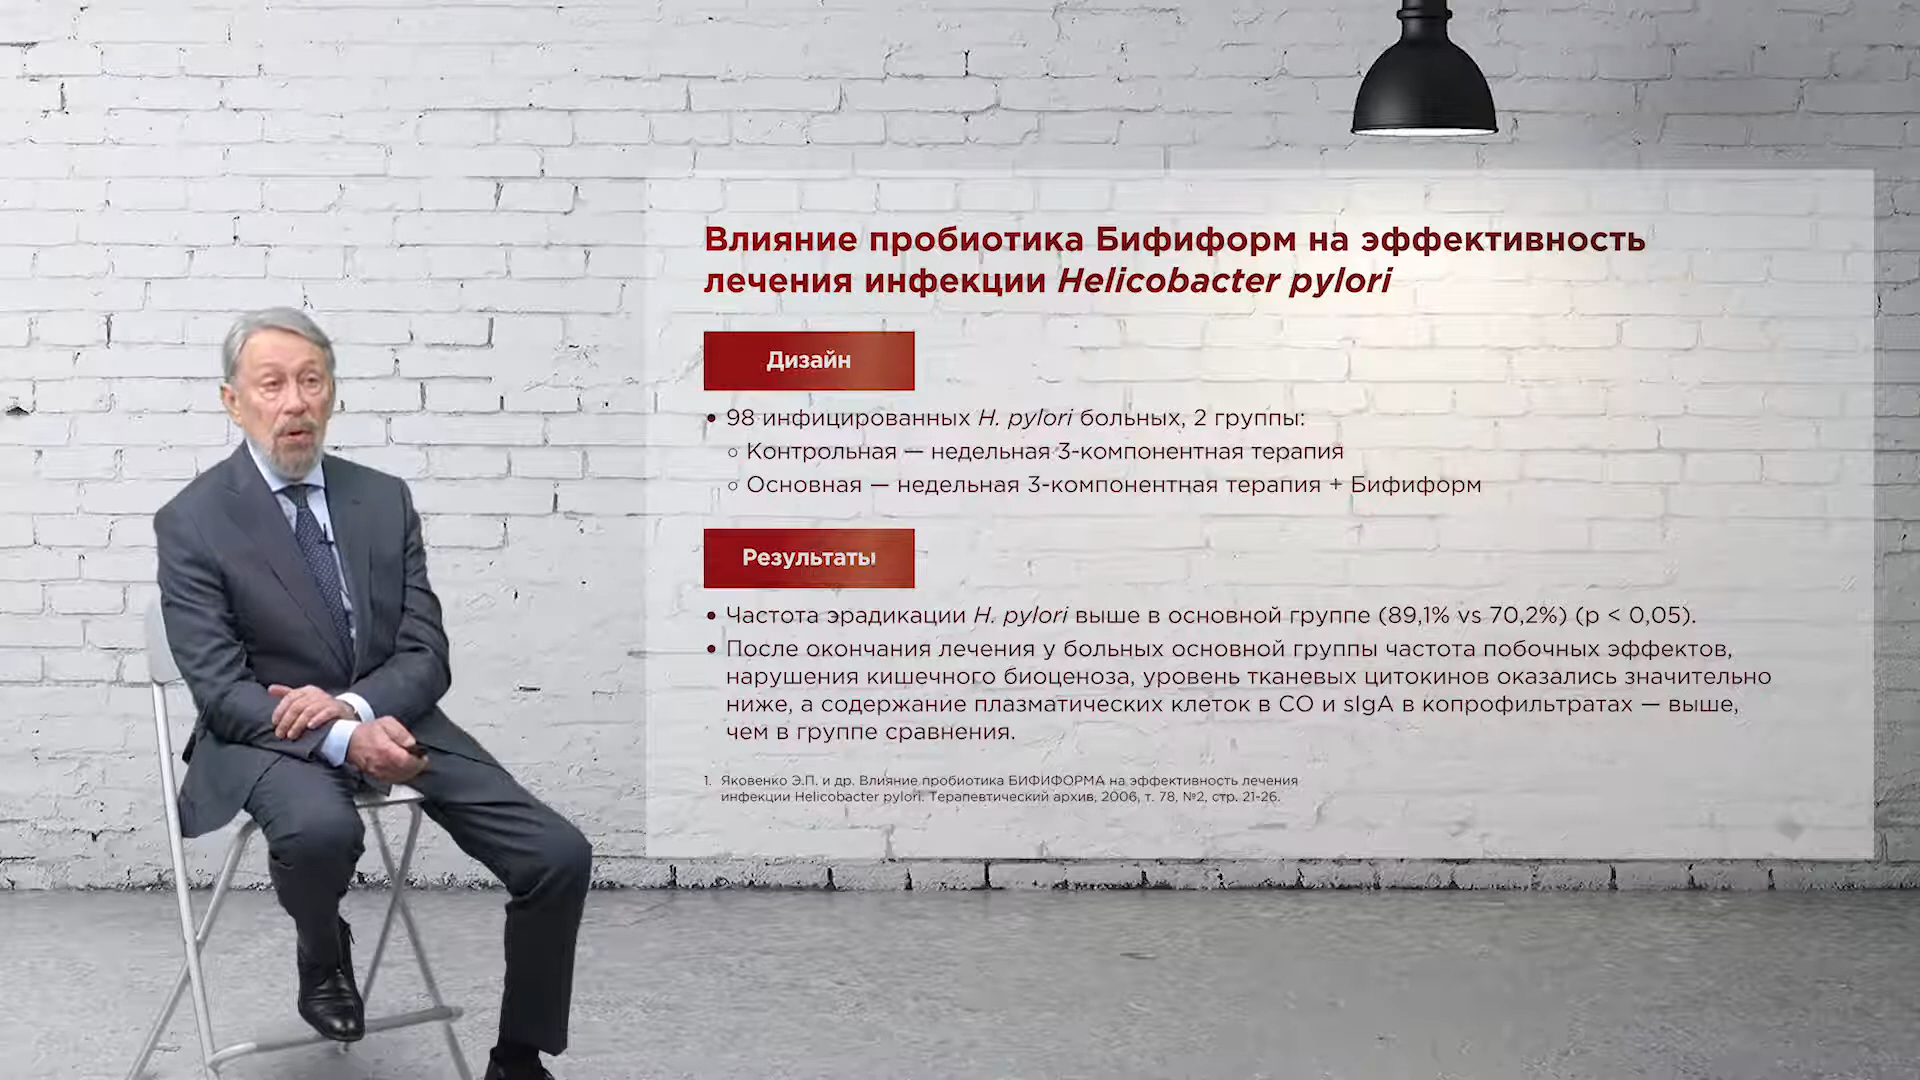 Влияние пробиотика Бифиформ на эффективность
лечения инфекции Helicobacter pylori
Дизайн
• 98 инфицированных H. pylori больных, 2 группы:
○ Контрольная — недельная 3-компонентная терапия
○ Основная — недельная 3-компонентная терапия + Бифиформ
Результаты
• Частота эрадикации H. pylori выше в основной группе (89,1% vs 70,2%) (p < 0,05).
• После окончания лечения у больных основной группы частота побочных эффектов,
нарушения кишечного биоценоза, уровень тканевых цитокинов оказались значительно
ниже, а содержание плазматических клеток в СО и sIgA в копрофильтратах — выше,
чем в группе сравнения.
1. Яковенко Э.П. и др. Влияние пробиотика БИФИФОРМА на эффективность лечения
инфекции Helicobacter pylori. Терапевтический архив, 2006, т. 78, №2, стр. 21-26.